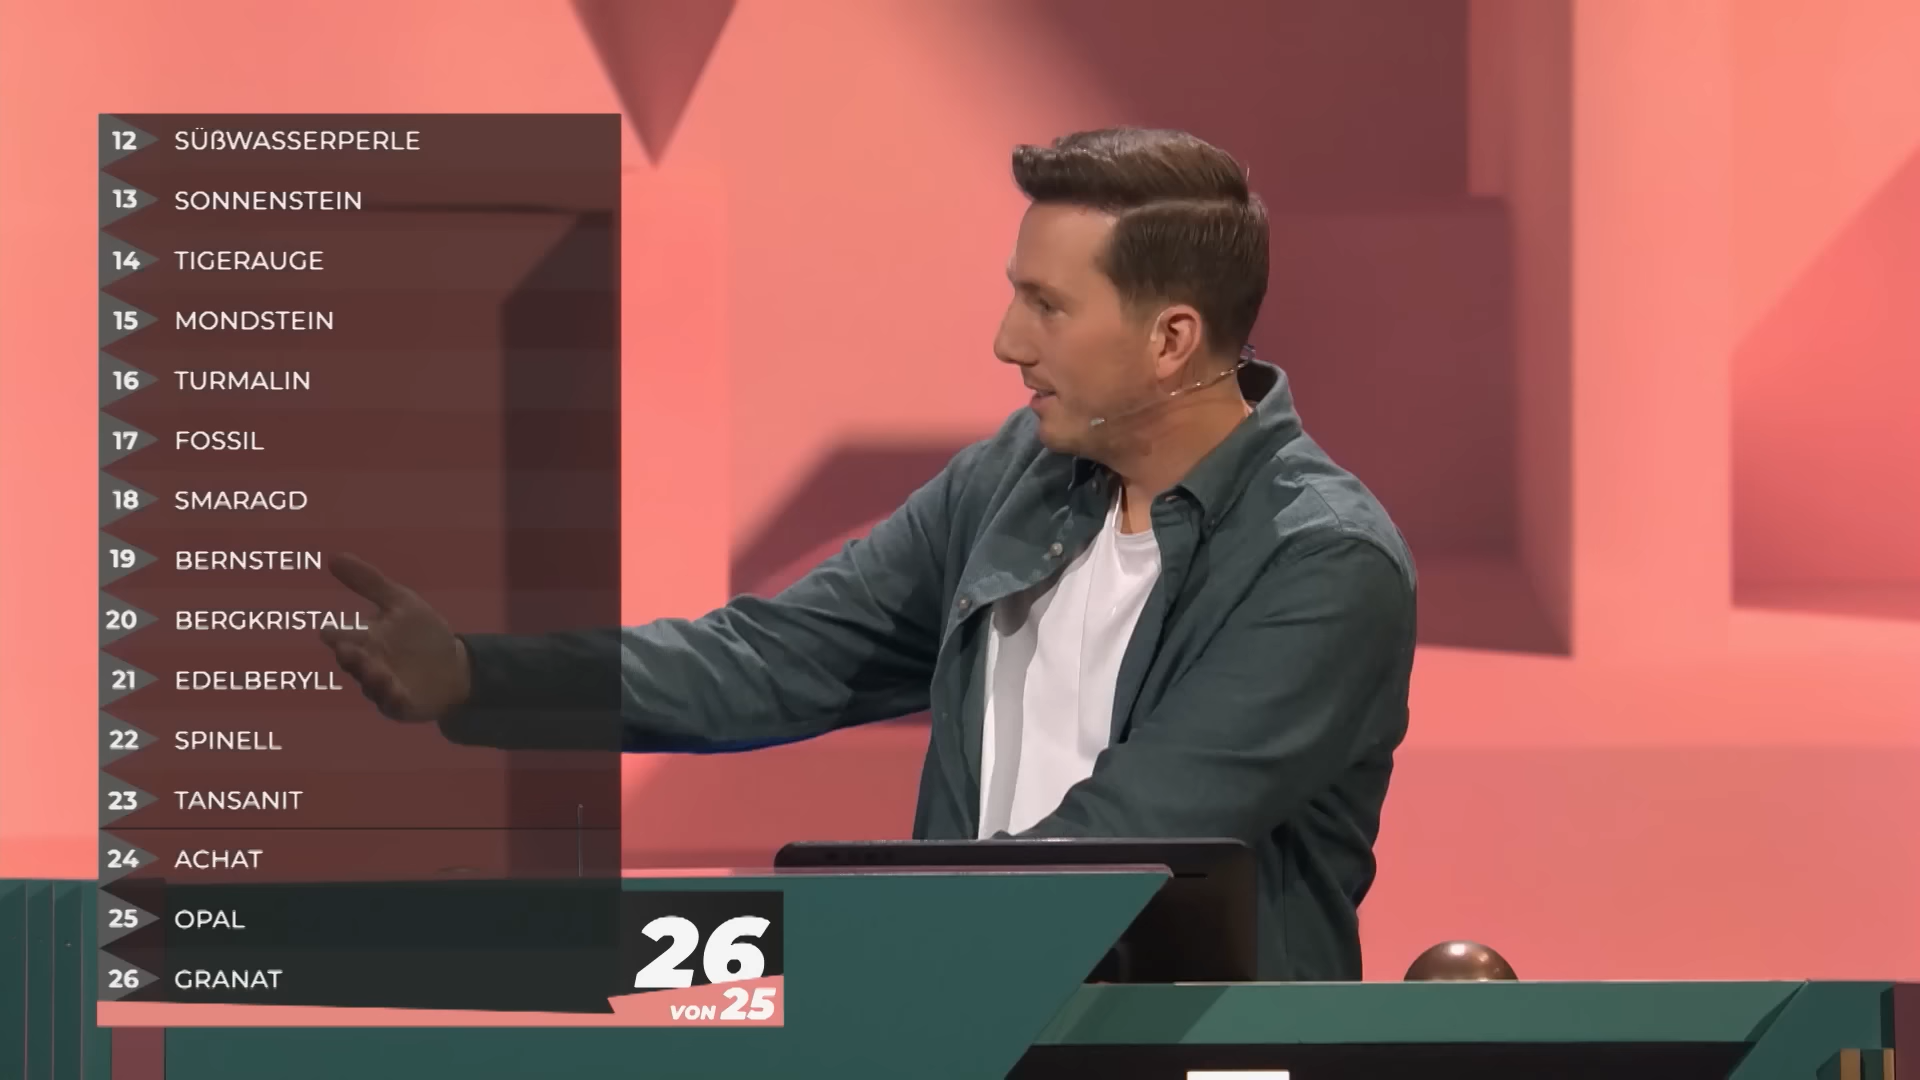 12 SÜßWASSERPERLE
13 SONNENSTEIN
14 TIGERAUGE
15 MONDSTEIN
16 TURMALIN
17 FOSSIL
18 SMARAGD
19 BERNSTEIN
20 BERGKRISTALL
21 EDELBERYLL
22 SPINELL
23 TANSANIT
24 ACHAT
25 OPAL
26 GRANAT
26
VON 25